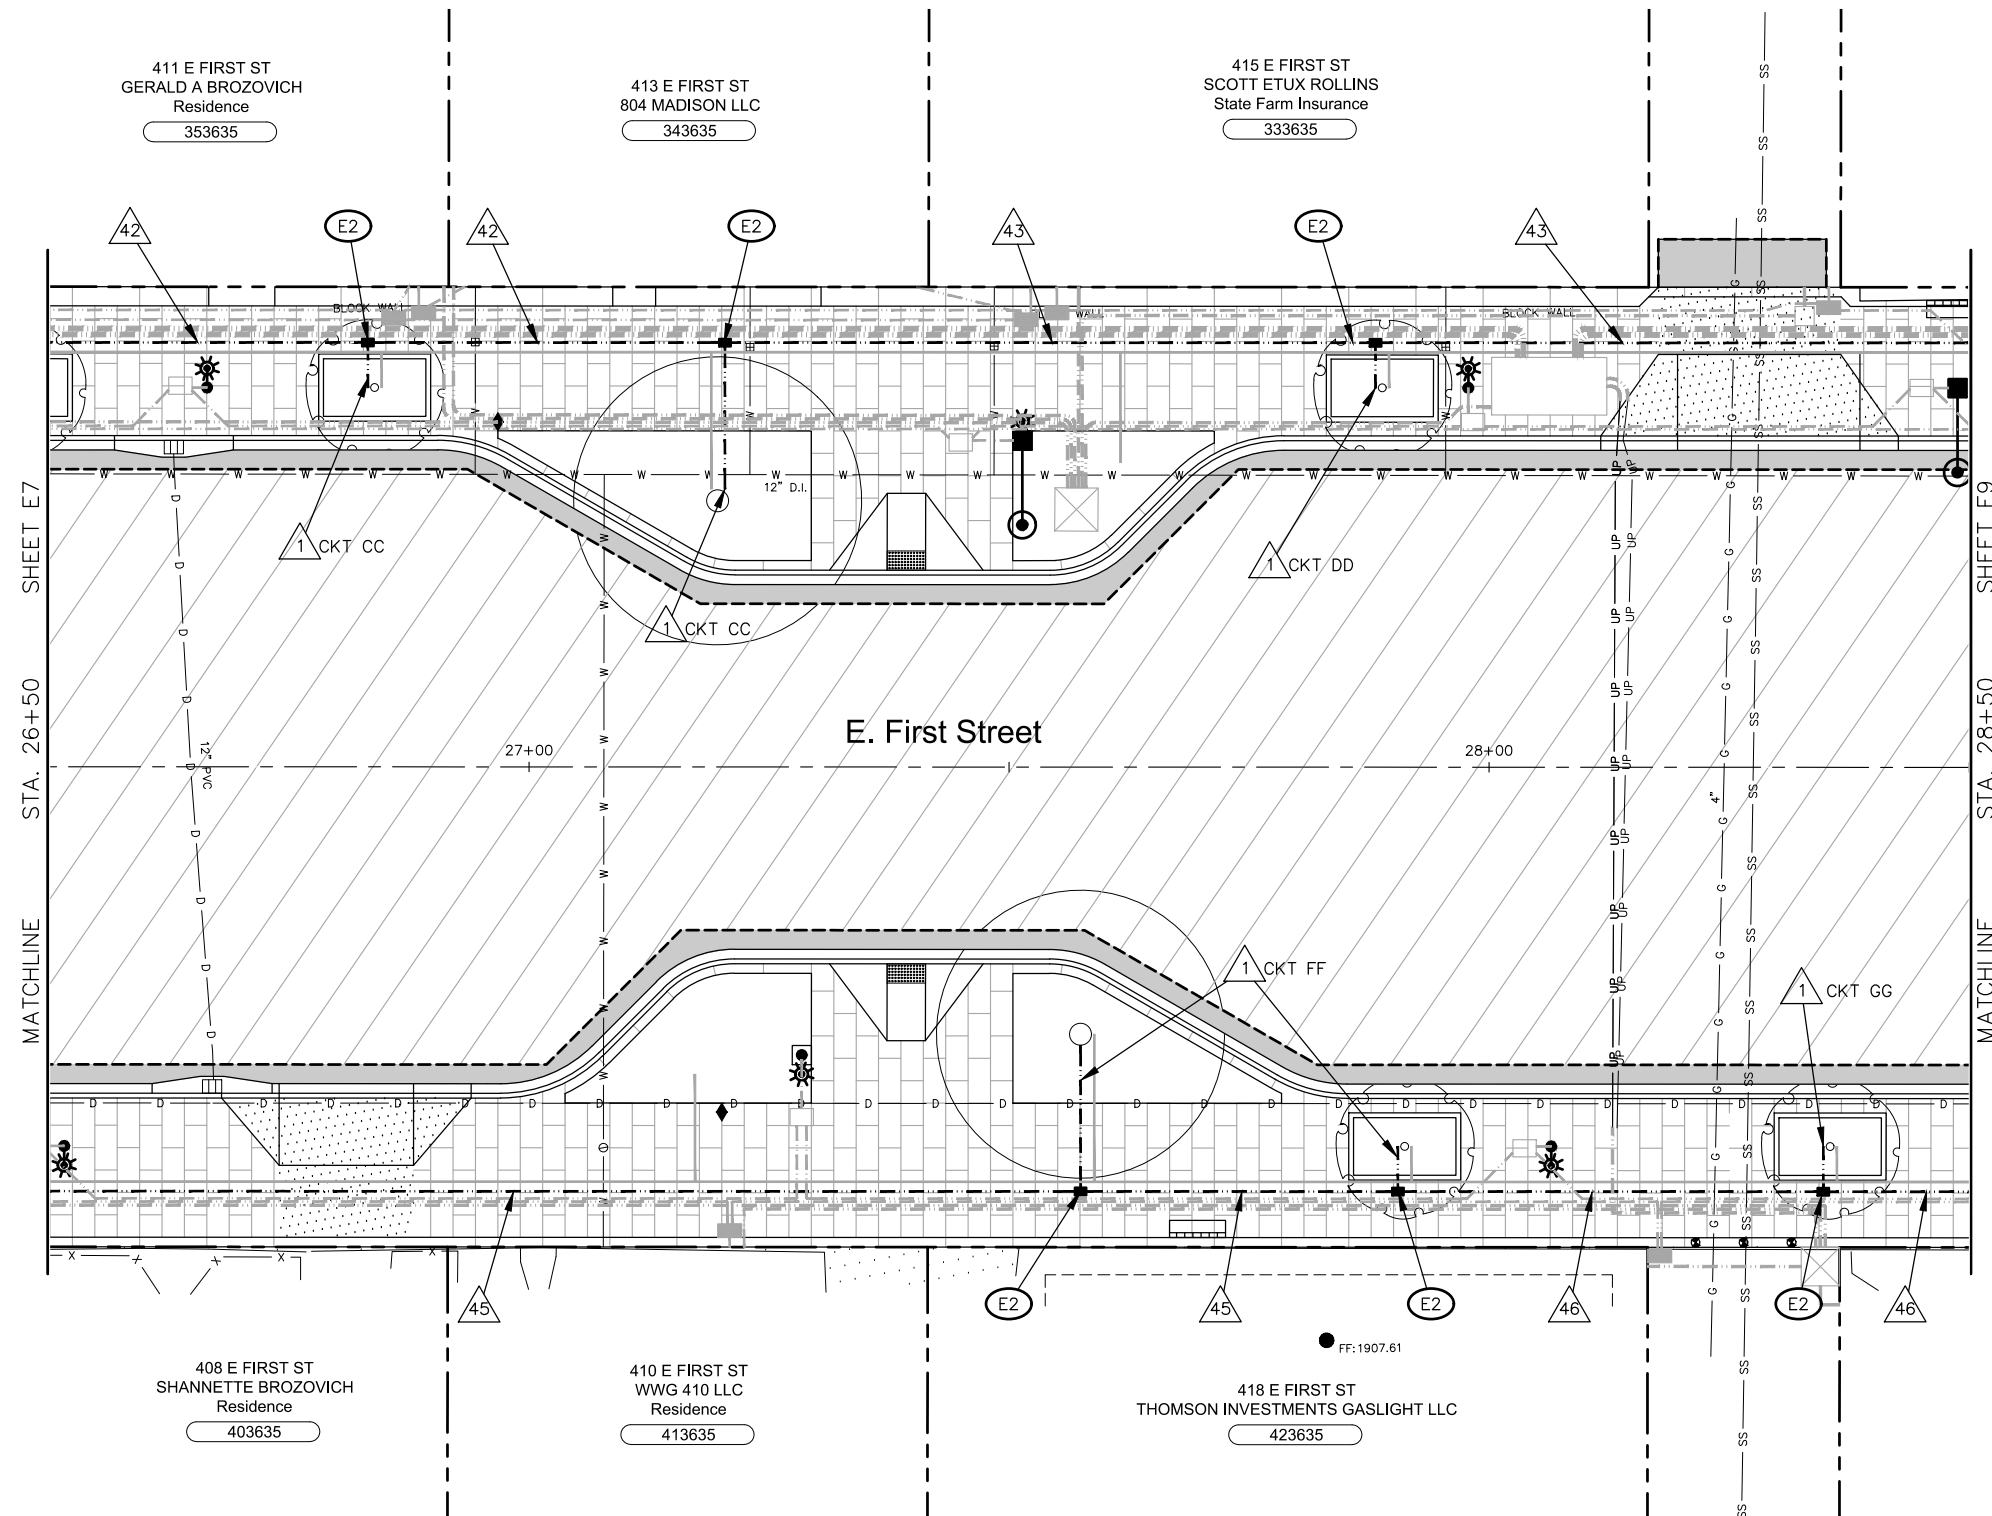 411 E FIRST ST
GERALD A BROZOVICH
Residence
353635
413 E FIRST ST
804 MADISON LLC
343635
415 E FIRST ST
SCOTT ETUX ROLLINS
State Farm Insurance
333635
42
E2
42
E2
43
E2
43
BLOCK WALL
WALL
BLOCK WALL
12" D.I.
1 CKT CC
1 CKT CC
1 CKT DD
MATCHLINE STA. 26+50 SHEET E7
MATCHLINE STA. 28+50 SHEET E9
E. First Street
12" PVC
27+00
28+00
4"
1 CKT FF
1 CKT GG
45
E2
45
E2
46
E2
46
FF:1907.61
408 E FIRST ST
SHANNETTE BROZOVICH
Residence
403635
410 E FIRST ST
WWG 410 LLC
Residence
413635
418 E FIRST ST
THOMSON INVESTMENTS GASLIGHT LLC
423635